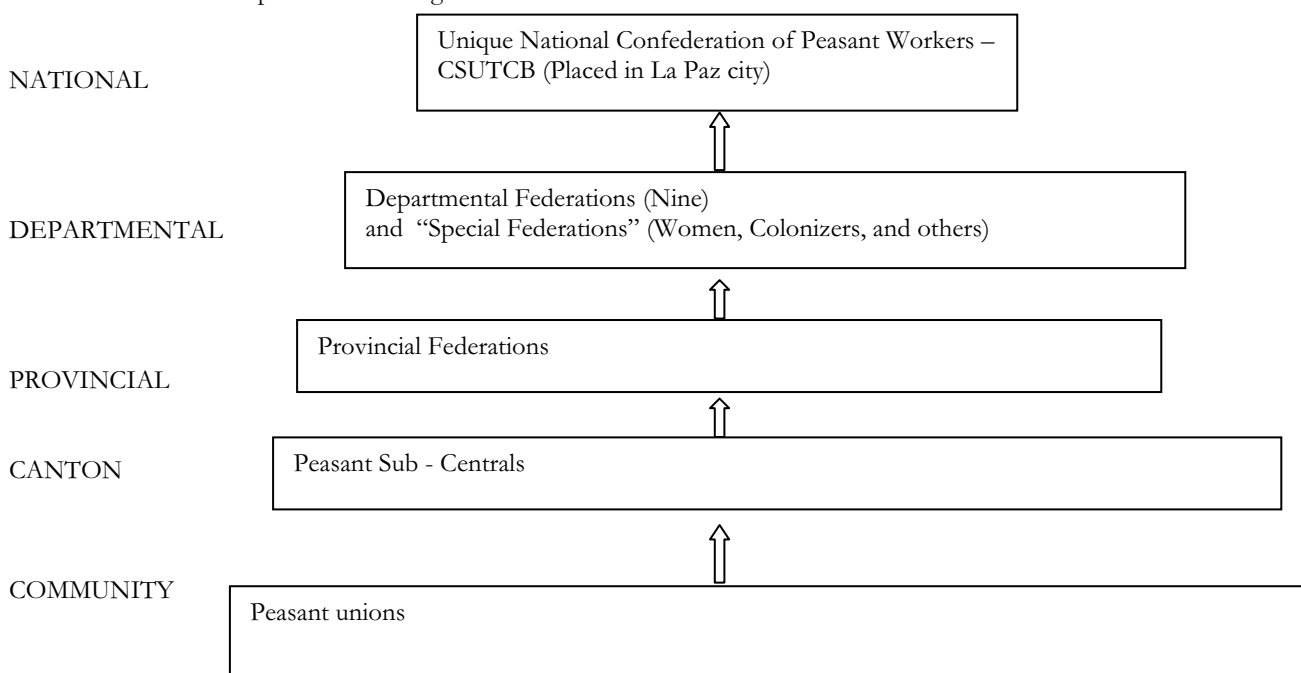 Unique National Confederation of Peasant Workers –
CSUTCB (Placed in La Paz city)
NATIONAL
Departmental Federations (Nine)
and “Special Federations” (Women, Colonizers, and others)
DEPARTMENTAL
Provincial Federations
PROVINCIAL
Peasant Sub - Centrals
CANTON
COMMUNITY
Peasant unions